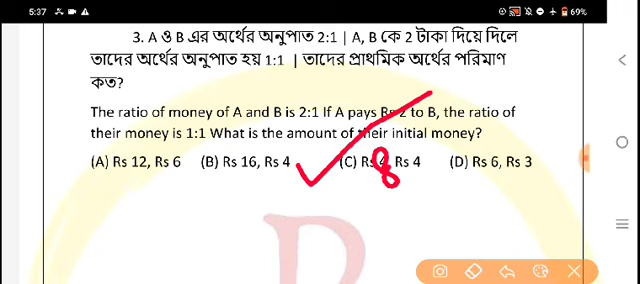 5:37
69%
3. A ও B এর অর্থের অনুপাত 2:1 | A, B কে 2 টাকা দিয়ে দিলে
তাদের অর্থের অনুপাত হয় 1:1 | তাদের প্রাথমিক অর্থের পরিমাণ
কত?
The ratio of money of A and B is 2:1 If A pays Rs 2 to B, the ratio of
their money is 1:1 What is the amount of their initial money?
(A) Rs 12, Rs 6 (B) Rs 16, Rs 4 (C) Rs 8, Rs 4 (D) Rs 6, Rs 3